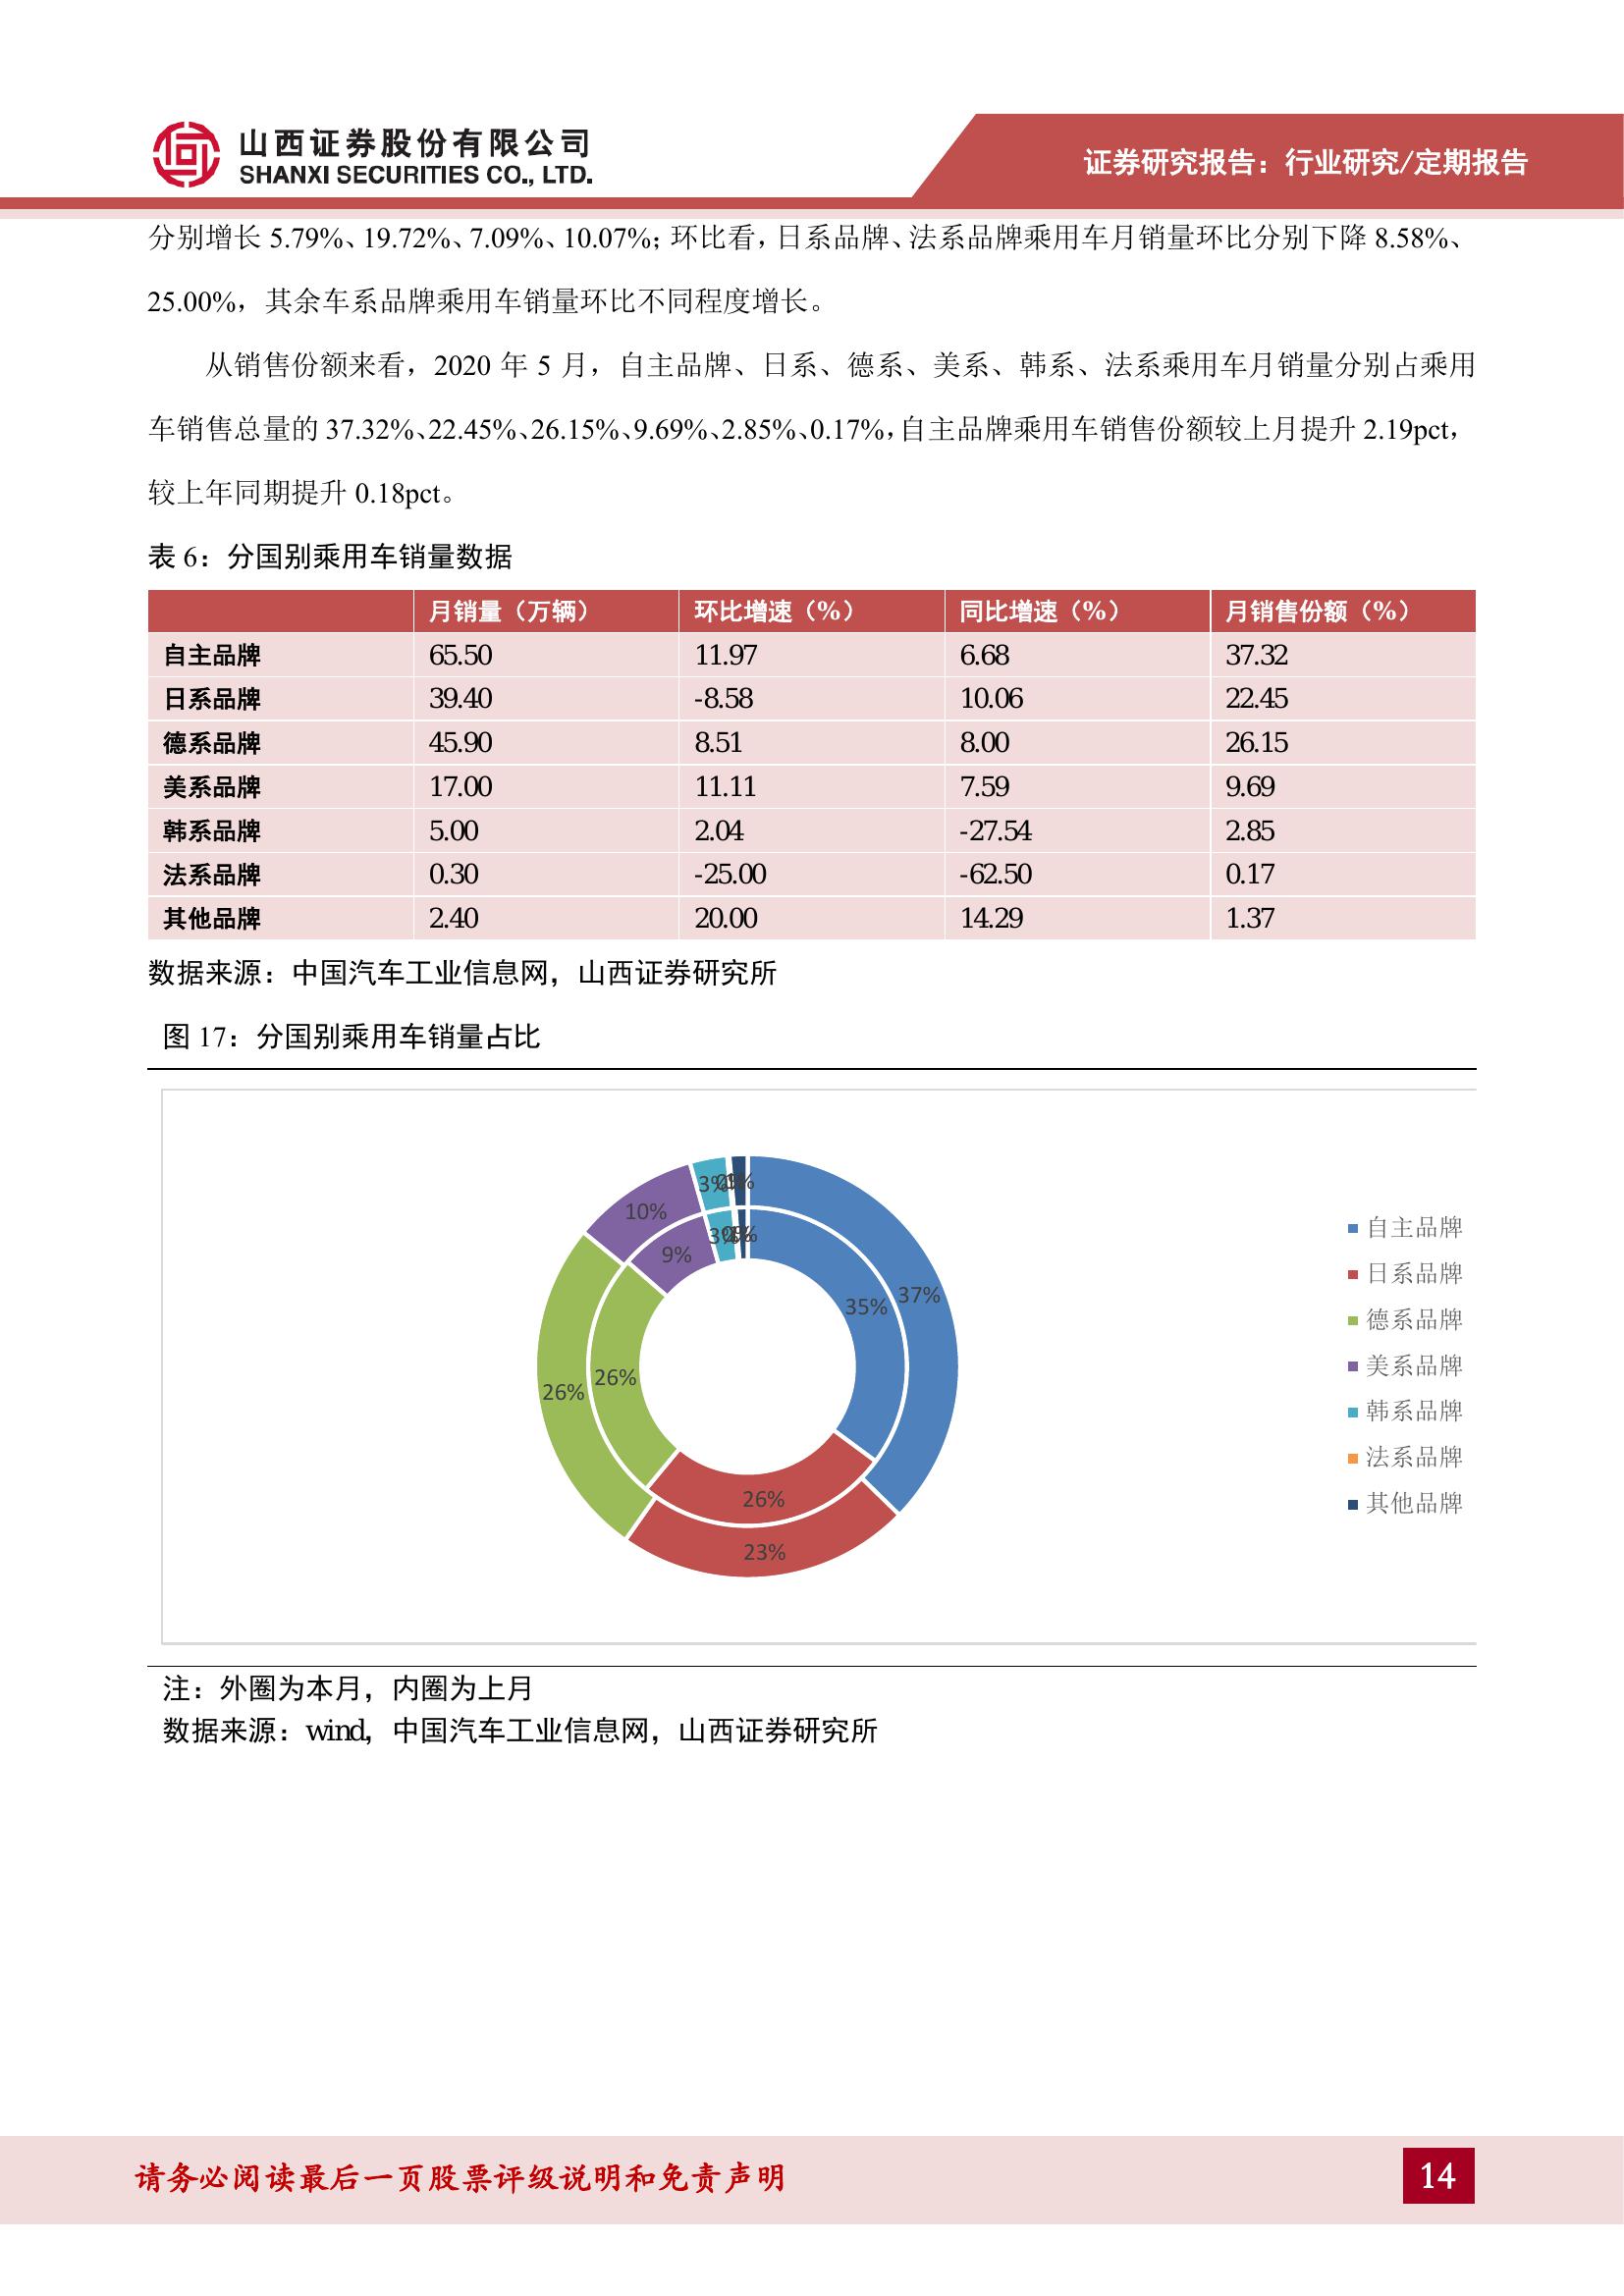 山西证券股份有限公司
SHANXI SECURITIES CO., LTD.
证券研究报告：行业研究/定期报告
分别增长 5.79%、19.72%、7.09%、10.07%；环比看，日系品牌、法系品牌乘用车月销量环比分别下降 8.58%、
25.00%，其余车系品牌乘用车销量环比不同程度增长。
从销售份额来看，2020 年 5 月，自主品牌、日系、德系、美系、韩系、法系乘用车月销量分别占乘用
车销售总量的 37.32%、22.45%、26.15%、9.69%、2.85%、0.17%，自主品牌乘用车销售份额较上月提升 2.19pct，
较上年同期提升 0.18pct。
表 6：分国别乘用车销量数据
月销量（万辆） 环比增速（%） 同比增速（%） 月销售份额（%）
自主品牌 65.50 11.97 6.68 37.32
日系品牌 39.40 -8.58 10.06 22.45
德系品牌 45.90 8.51 8.00 26.15
美系品牌 17.00 11.11 7.59 9.69
韩系品牌 5.00 2.04 -27.54 2.85
法系品牌 0.30 -25.00 -62.50 0.17
其他品牌 2.40 20.00 14.29 1.37
数据来源：中国汽车工业信息网，山西证券研究所
图 17：分国别乘用车销量占比
3%
10%
3%
9%
35%
37%
26%
26%
26%
23%
自主品牌
日系品牌
德系品牌
美系品牌
韩系品牌
法系品牌
其他品牌
注：外圈为本月，内圈为上月
数据来源：wind，中国汽车工业信息网，山西证券研究所
请务必阅读最后一页股票评级说明和免责声明
14